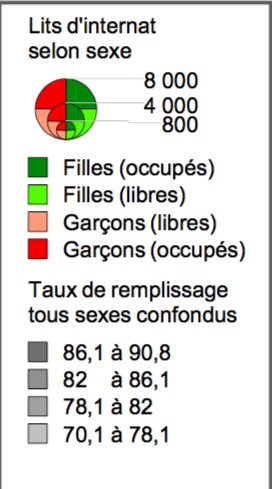 Lits d'internat
selon sexe
8 000
4 000
800
Filles (occupés)
Filles (libres)
Garçons (libres)
Garçons (occupés)
Taux de remplissage
tous sexes confondus
86,1 à 90,8
82 à 86,1
78,1 à 82
70,1 à 78,1